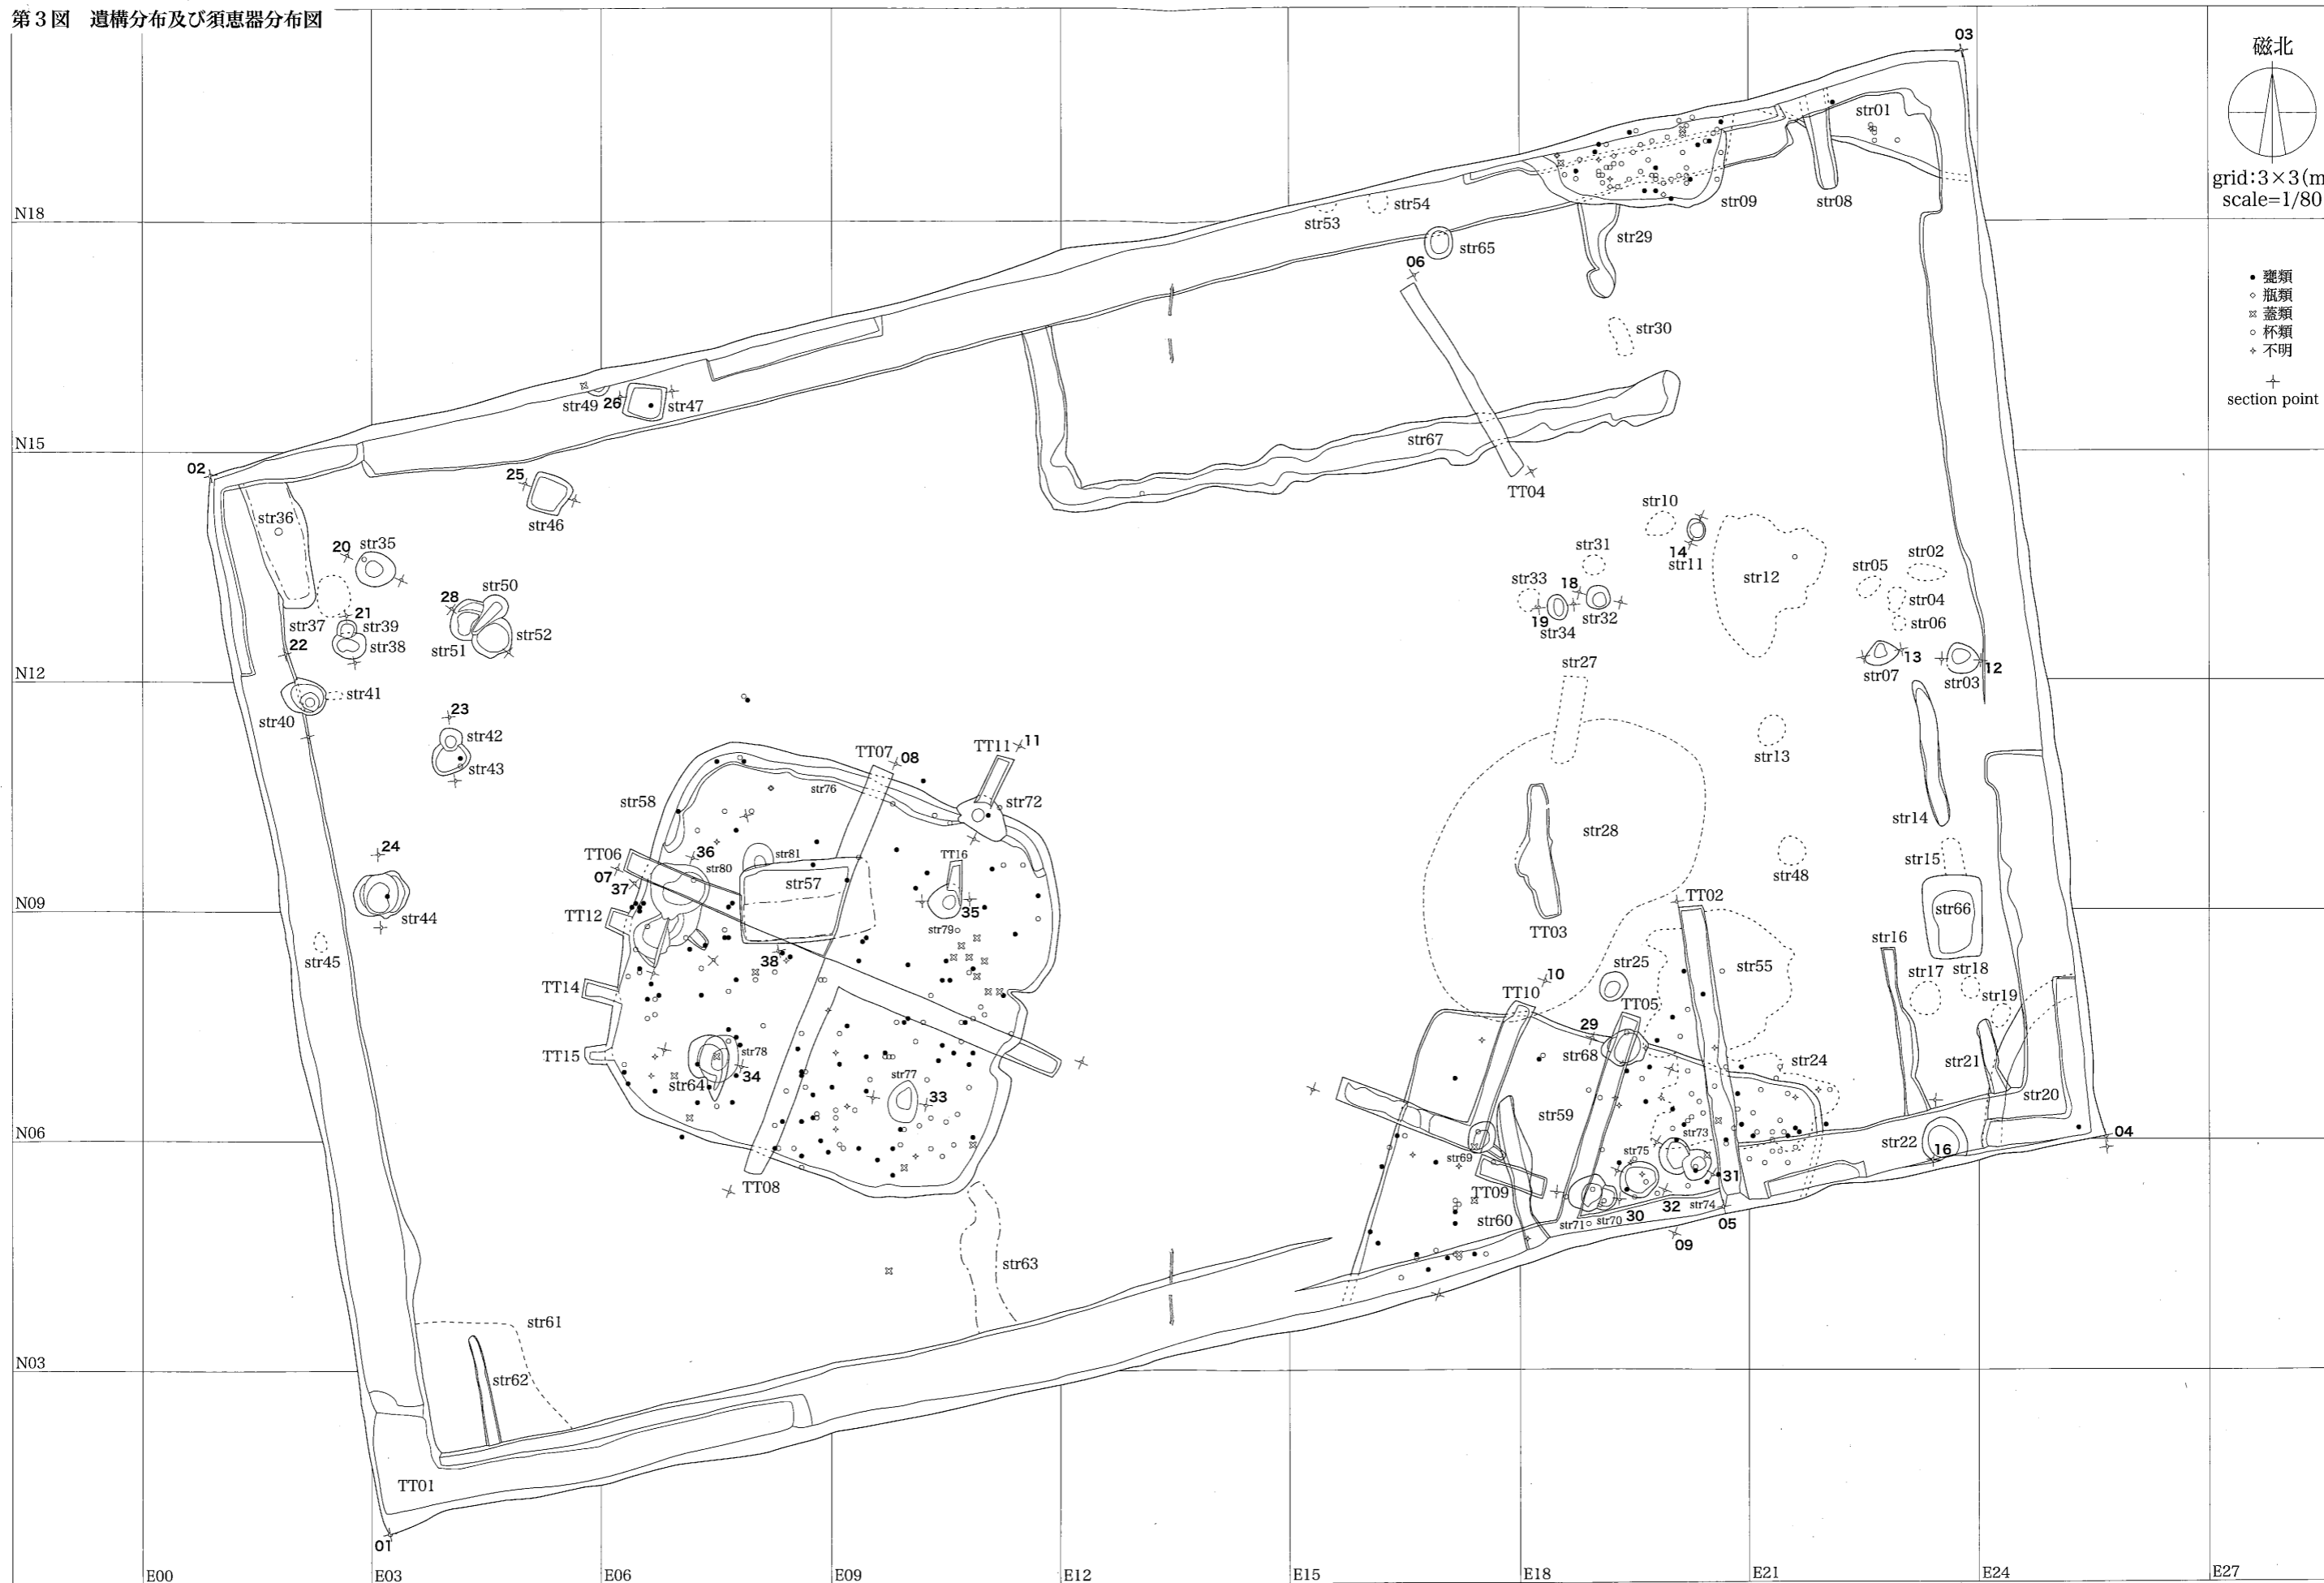 第3図 遺構分布及び須恵器分布図
03
磁北
str01
grid:3×3(m
scale=1/80
str09
str08
N18
str53
str54
str29
str65
06
甕類
瓶類
蓋類
杯類
不明
section point
str30
str49
26
str47
N15
str67
02
25
TT04
str46
str36
str10
20
str35
14
str11
str31
str02
str05
str12
28
str50
str33
18
str04
21
str37
str39
19
str32
str06
str34
str52
str38
str51
22
13
12
str27
N12
str07
str03
str41
str40
23
str42
TT11
11
TT07
08
str13
str43
str76
str58
str72
str14
str28
24
TT06
36
str81
TT16
str15
07
str80
str48
37
str57
TT02
N09
TT12
35
str66
str44
str79
TT03
str16
38
str45
str25
10
str55
str17
str18
TT14
TT10
TT05
str19
29
TT15
str78
str68
str24
str21
str64
34
str77
33
str59
str20
N06
str73
str22
16
04
str69
str75
TT08
TT09
31
str60
str71
str70
30
32
str74
05
09
str63
str61
N03
str62
TT01
01
E00
E03
E06
E09
E12
E15
E18
E21
E24
E27